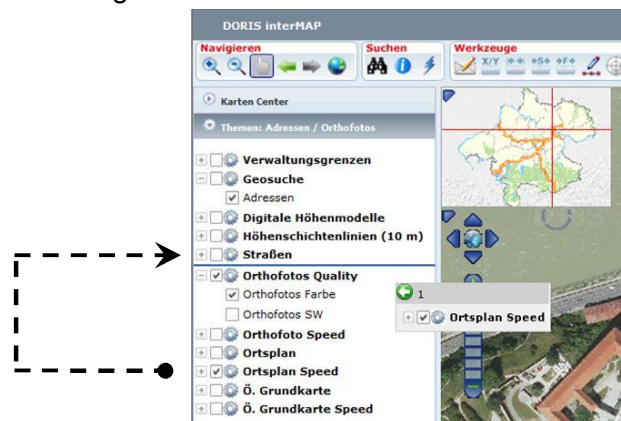 DORIS interMAP
Navigieren
Suchen
Werkzeuge
X/Y
Karten Center
Themen: Adressen / Orthofotos
Verwaltungsgrenzen
Geosuche
Adressen
Digitale Höhenmodelle
Höhenschichtenlinien (10 m)
Straßen
Orthofotos Quality
Orthofotos Farbe
Orthofotos SW
1
Ortsplan Speed
Orthofoto Speed
Ortsplan
Ortsplan Speed
Ö. Grundkarte
Ö. Grundkarte Speed